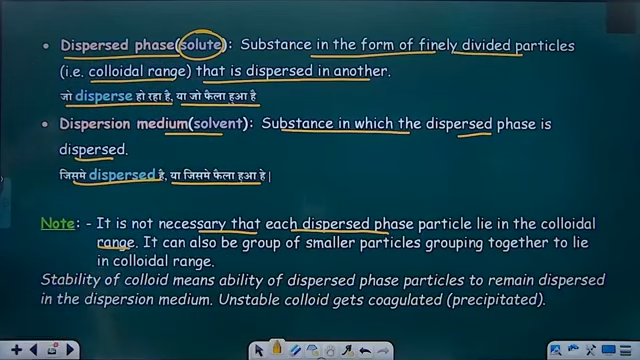 • Dispersed phase(solute): Substance in the form of finely divided particles
(i.e. colloidal range) that is dispersed in another.
जो disperse हो रहा है, या जो फैला हुआ है
• Dispersion medium(solvent): Substance in which the dispersed phase is
dispersed.
जिसमे dispersed है, या जिसमे फैला हुआ है |
Note: - It is not necessary that each dispersed phase particle lie in the colloidal
range. It can also be group of smaller particles grouping together to lie
in colloidal range.
Stability of colloid means ability of dispersed phase particles to remain dispersed
in the dispersion medium. Unstable colloid gets coagulated (precipitated).